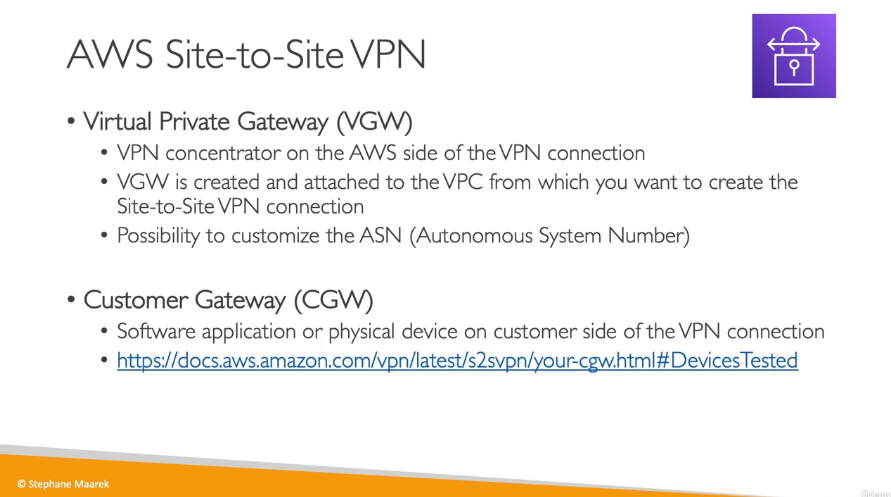 AWS Site-to-Site VPN
• Virtual Private Gateway (VGW)
• VPN concentrator on the AWS side of the VPN connection
• VGW is created and attached to the VPC from which you want to create the
Site-to-Site VPN connection
• Possibility to customize the ASN (Autonomous System Number)
• Customer Gateway (CGW)
• Software application or physical device on customer side of the VPN connection
• https://docs.aws.amazon.com/vpn/latest/s2svpn/your-cgw.html#DevicesTested
© Stephane Maarek